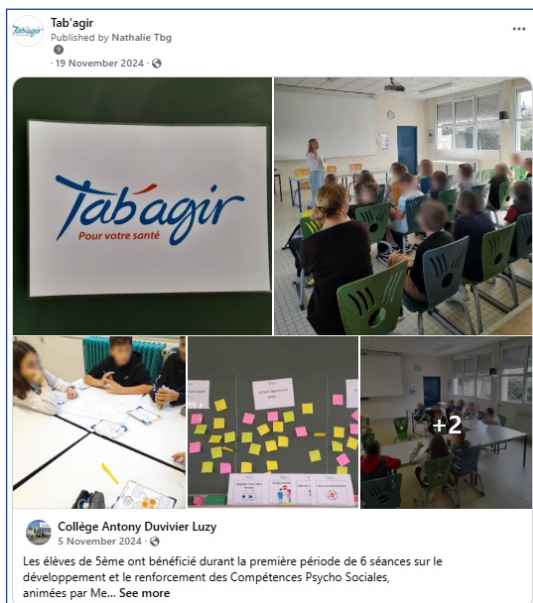 Tab'agir
Published by Nathalie Tbg
· 19 November 2024 ·
Tab'agir
Pour votre santé
+2
Collège Antony Duvivier Luzy
5 November 2024 ·
Les élèves de 5ème ont bénéficié durant la première période de 6 séances sur le
développement et le renforcement des Compétences Psycho Sociales,
animées par Me... See more